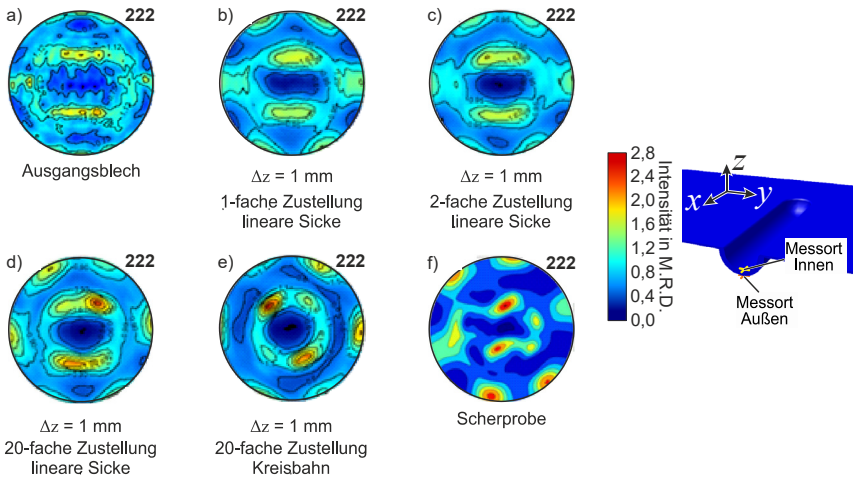 a)
222
Ausgangsblech
b)
222
Δz = 1 mm
1-fache Zustellung
lineare Sicke
c)
222
Δz = 1 mm
2-fache Zustellung
lineare Sicke
d)
222
Δz = 1 mm
20-fache Zustellung
lineare Sicke
e)
222
Δz = 1 mm
20-fache Zustellung
Kreisbahn
f)
222
Scherprobe
2,8
2,4
2,0
1,6
1,2
0,8
0,4
0,0
Intensität in M.R.D.
z
x
y
Messort
Innen
Messort
Außen